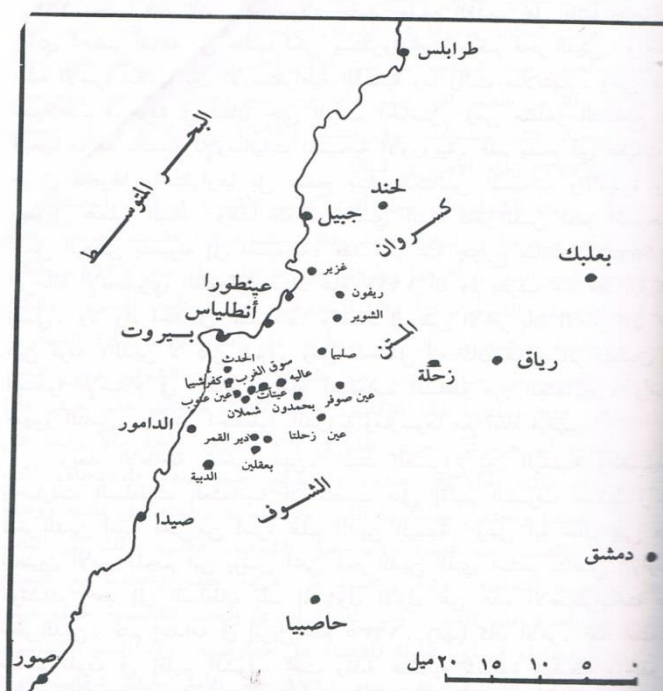 طرابلس
البحر المتوسط
لحفد
جبيل
كسروان
بعلبك
غزير
عينطورا
ريفون
أنطلياس
الشوير
بيروت
المتن
صليما
رياق
زحلة
الحدث
سوق الغرب
عاليه
كفرشيما
عين صوفر
عين عنوب
عيتات
بحمدون
شملان
الدامور
عين زحلتا
دير القمر
بعقلين
الدبية
الشوف
صيدا
دمشق
حاصبيا
صور
٢٠ ميل ١٥ ١٠ ٥ ٠